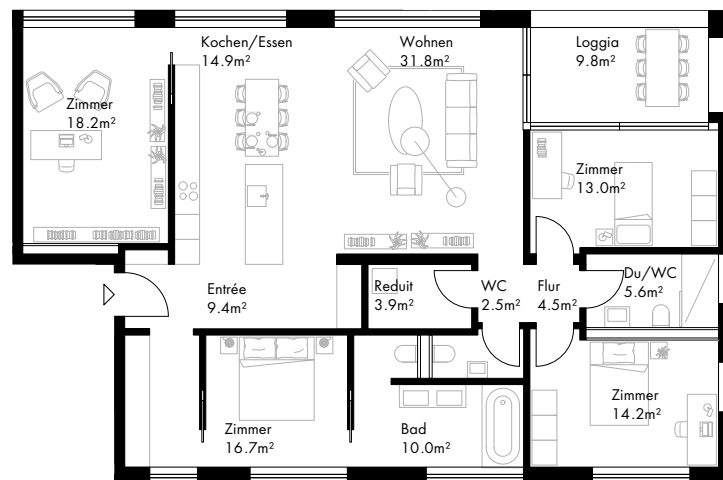 Kochen/Essen
14.9m²
Wohnen
31.8m²
Loggia
9.8m²
Zimmer
18.2m²
Zimmer
13.0m²
Entrée
9.4m²
Reduit
3.9m²
WC
2.5m²
Flur
4.5m²
Du/WC
5.6m²
Zimmer
16.7m²
Bad
10.0m²
Zimmer
14.2m²